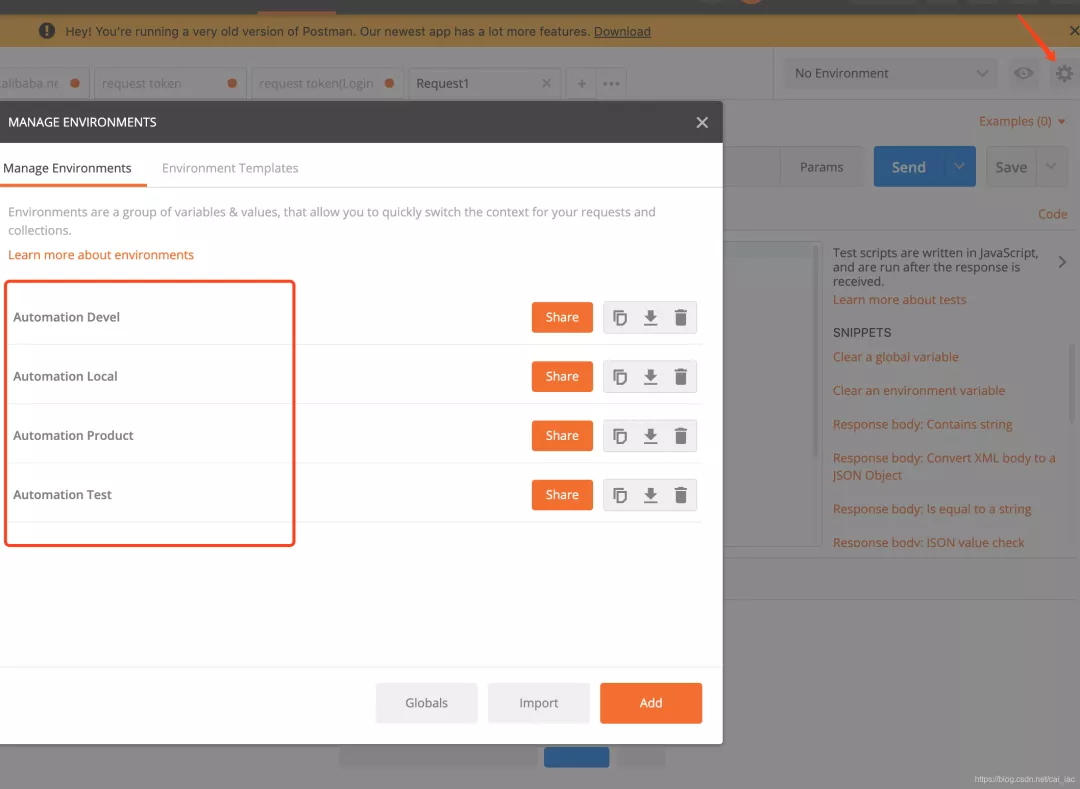 Hey! You're running a very old version of Postman. Our newest app has a lot more features. Download
request token
request token(Login
Request1
No Environment
MANAGE ENVIRONMENTS
Examples (0)
Manage Environments
Environment Templates
Params
Send
Save
Environments are a group of variables & values, that allow you to quickly switch the context for your requests and
collections.
Code
Learn more about environments
Test scripts are written in JavaScript,
and are run after the response is
received.
Learn more about tests
Automation Devel
Share
SNIPPETS
Clear a global variable
Automation Local
Share
Clear an environment variable
Response body: Contains string
Automation Product
Share
Response body: Convert XML body to a
JSON Object
Automation Test
Share
Response body: Is equal to a string
Response body: JSON value check
Globals
Import
Add
https://blog.csdn.net/cai_iac